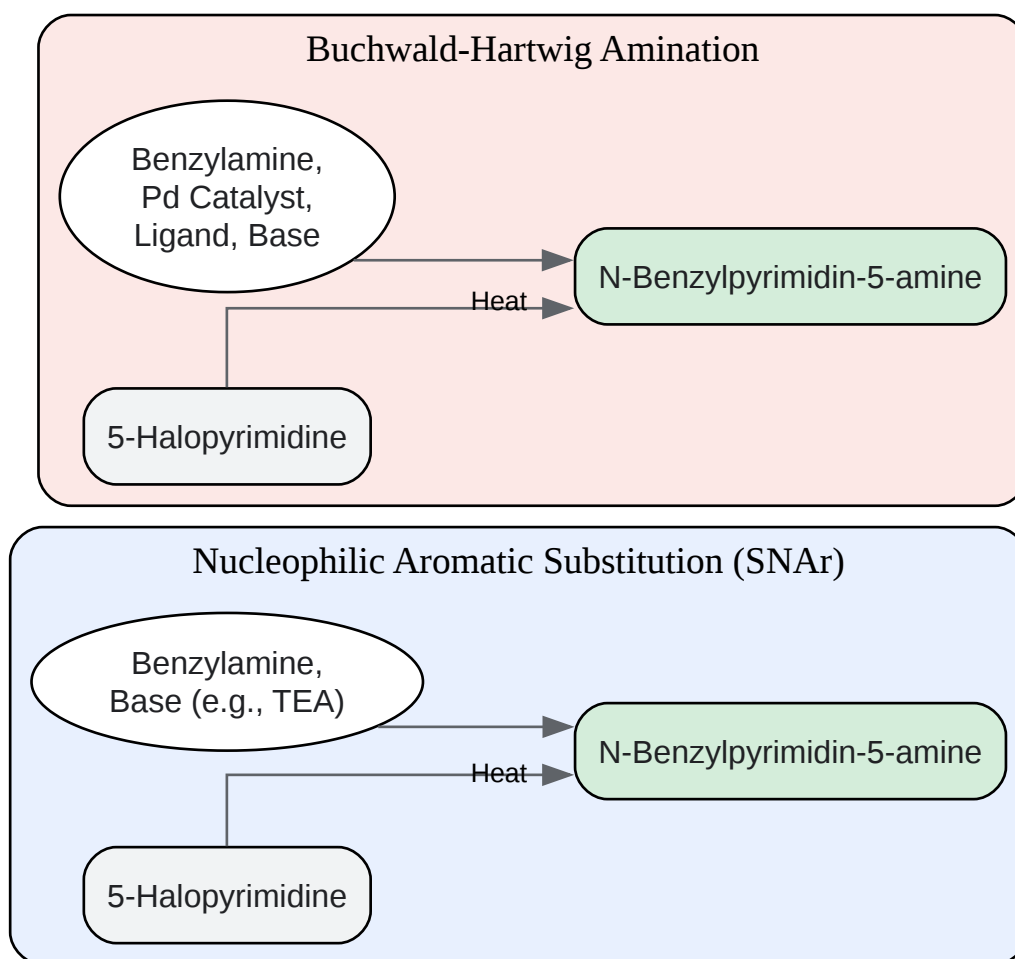 Buchwald-Hartwig Amination
Benzylamine,
Pd Catalyst,
Ligand, Base
N-Benzylpyrimidin-5-amine
Heat
5-Halopyrimidine
Nucleophilic Aromatic Substitution (SNAr)
Benzylamine,
Base (e.g., TEA)
N-Benzylpyrimidin-5-amine
Heat
5-Halopyrimidine